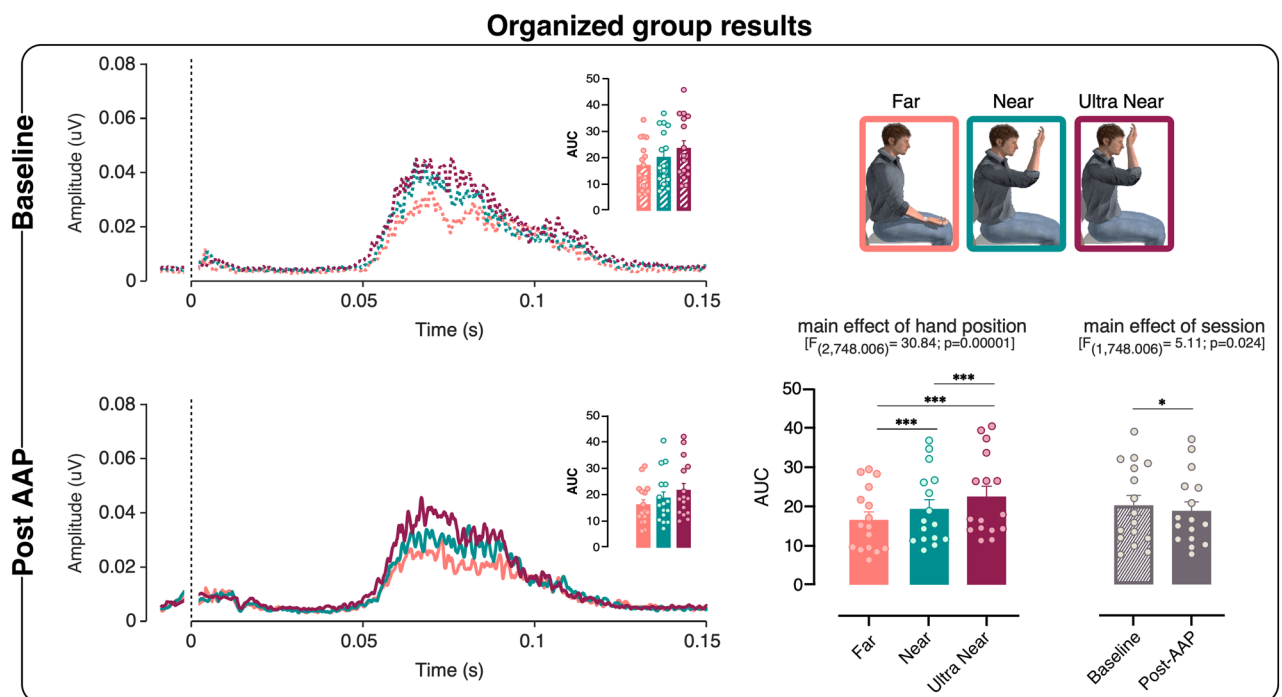 Organized group results
Baseline
Amplitude (uV)
0.08
0.06
0.04
0.02
0
0
0.05
0.1
0.15
Time (s)
AUC
50
40
30
20
10
0
Far
Near
Ultra Near
Post AAP
Amplitude (uV)
0.08
0.06
0.04
0.02
0
0
0.05
0.1
0.15
Time (s)
AUC
50
40
30
20
10
0
main effect of hand position
[F(2,748.006)= 30.84; p=0.00001]
AUC
50
40
30
20
10
0
***
***
***
Far
Near
Ultra Near
main effect of session
[F(1,748.006)= 5.11; p=0.024]
*
Baseline
Post-AAP